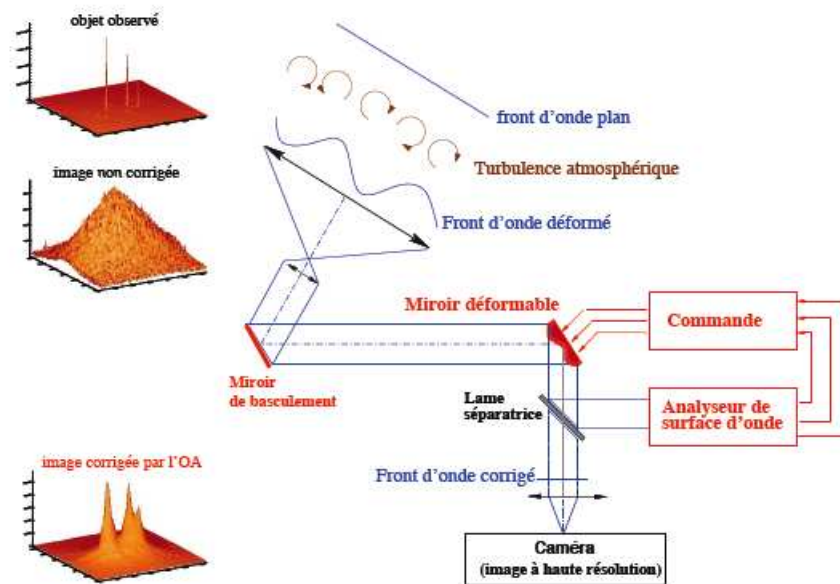 objet observé
front d'onde plan
image non corrigée
Turbulence atmosphérique
Front d'onde déformé
Miroir déformable
Commande
Miroir
de basculement
Lame
séparatrice
Analyseur de
surface d'onde
image corrigée par l'OA
Front d'onde corrigé
Caméra
(image à haute résolution)